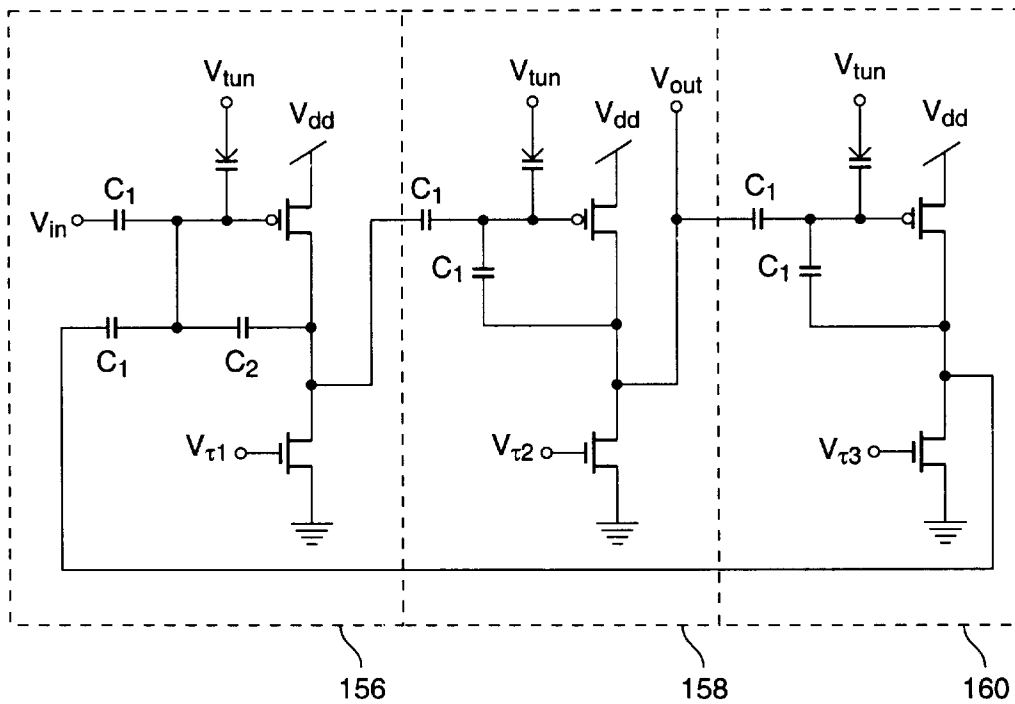 V_tun
V_dd
C_1
V_in
C_1
C_2
V_τ1
V_tun
V_dd
V_out
C_1
C_1
V_τ2
V_tun
V_dd
C_1
C_1
V_τ3
156
158
160